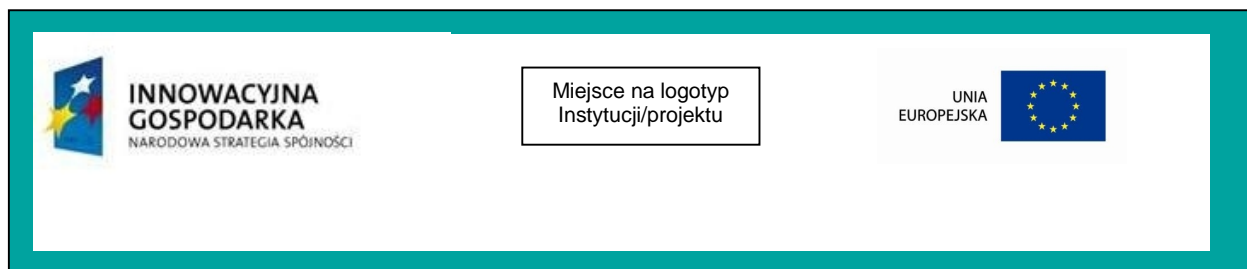 INNOWACYJNA
GOSPODARKA
NARODOWA STRATEGIA SPÓJNOŚCI
Miejsce na logotyp
Instytucji/projektu
UNIA
EUROPEJSKA